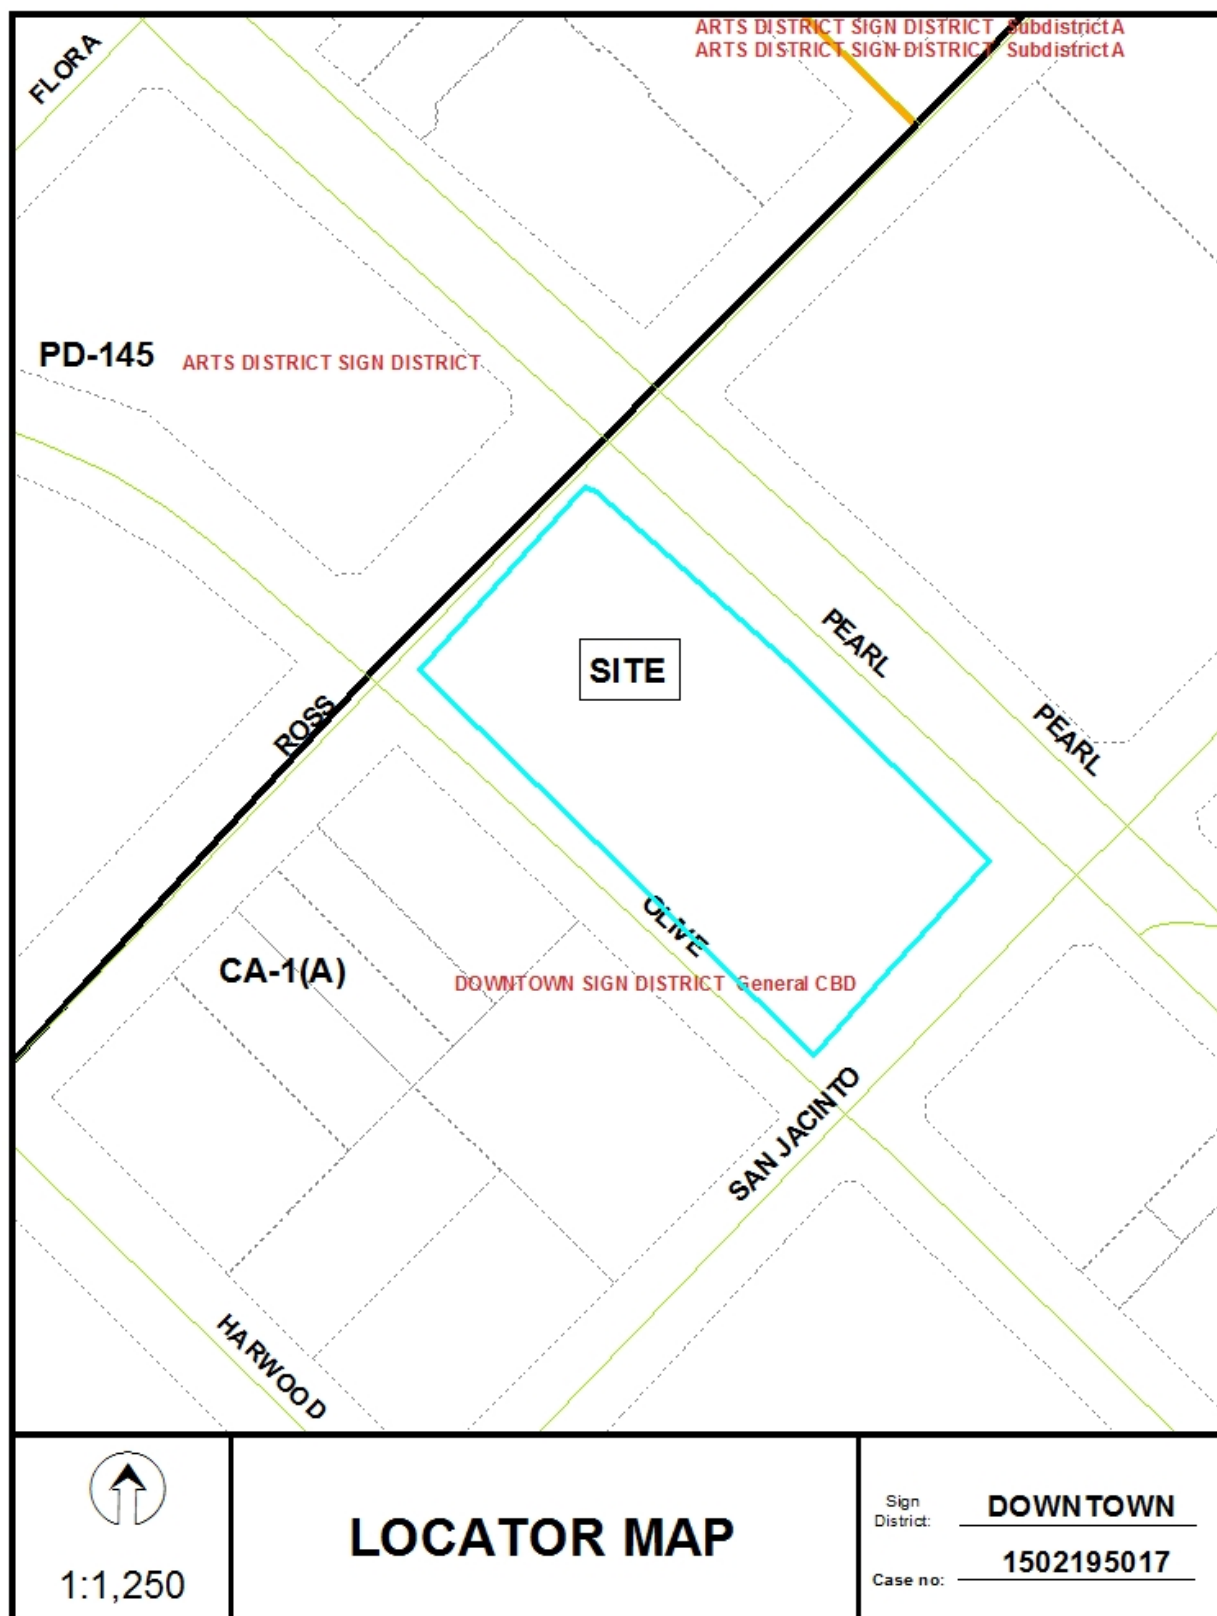 ARTS DISTRICT SIGN DISTRICT Subdistrict A
ARTS DISTRICT SIGN DISTRICT Subdistrict A
FLORA
PD-145
ARTS DISTRICT SIGN DISTRICT
SITE
PEARL
PEARL
ROSS
OLIVE
CA-1(A)
DOWNTOWN SIGN DISTRICT General CBD
SAN JACINTO
HARWOOD
1:1,250
LOCATOR MAP
Sign District: DOWNTOWN
Case no: 1502195017